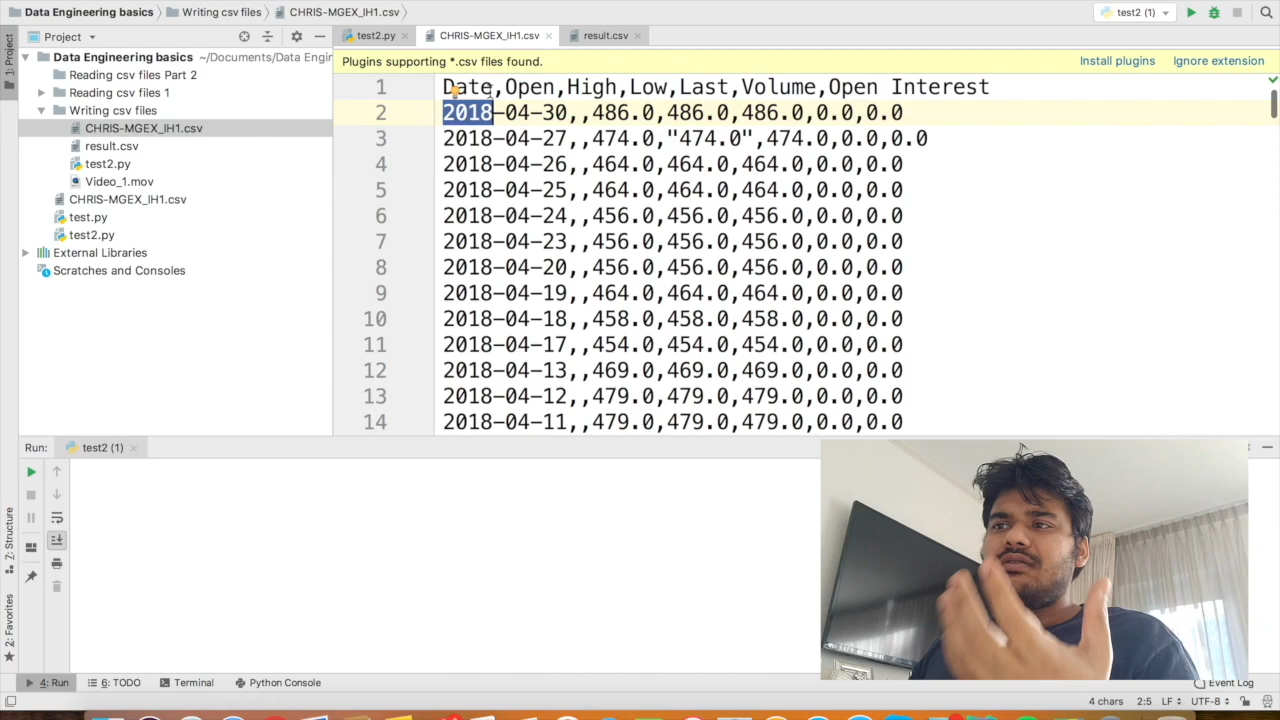 Data Engineering basics
Writing csv files
CHRIS-MGEX_IH1.csv
test2 (1)
1: Project
Project
test2.py
CHRIS-MGEX_IH1.csv
result.csv
Data Engineering basics ~/Documents/Data Engir
Reading csv files Part 2
Reading csv files 1
Writing csv files
CHRIS-MGEX_IH1.csv
result.csv
test2.py
Video_1.mov
CHRIS-MGEX_IH1.csv
test.py
test2.py
External Libraries
Scratches and Consoles
Plugins supporting *.csv files found.
Install plugins
Ignore extension
1 Date,Open,High,Low,Last,Volume,Open Interest
2 2018-04-30,,486.0,486.0,486.0,0.0,0.0
3 2018-04-27,,474.0,"474.0",474.0,0.0,0.0
4 2018-04-26,,464.0,464.0,464.0,0.0,0.0
5 2018-04-25,,464.0,464.0,464.0,0.0,0.0
6 2018-04-24,,456.0,456.0,456.0,0.0,0.0
7 2018-04-23,,456.0,456.0,456.0,0.0,0.0
8 2018-04-20,,456.0,456.0,456.0,0.0,0.0
9 2018-04-19,,464.0,464.0,464.0,0.0,0.0
10 2018-04-18,,458.0,458.0,458.0,0.0,0.0
11 2018-04-17,,454.0,454.0,454.0,0.0,0.0
12 2018-04-13,,469.0,469.0,469.0,0.0,0.0
13 2018-04-12,,479.0,479.0,479.0,0.0,0.0
14 2018-04-11,,479.0,479.0,479.0,0.0,0.0
Run:
test2 (1)
7: Structure
2: Favorites
4: Run
6: TODO
Terminal
Python Console
Event Log
4 chars
2:5
LF
UTF-8